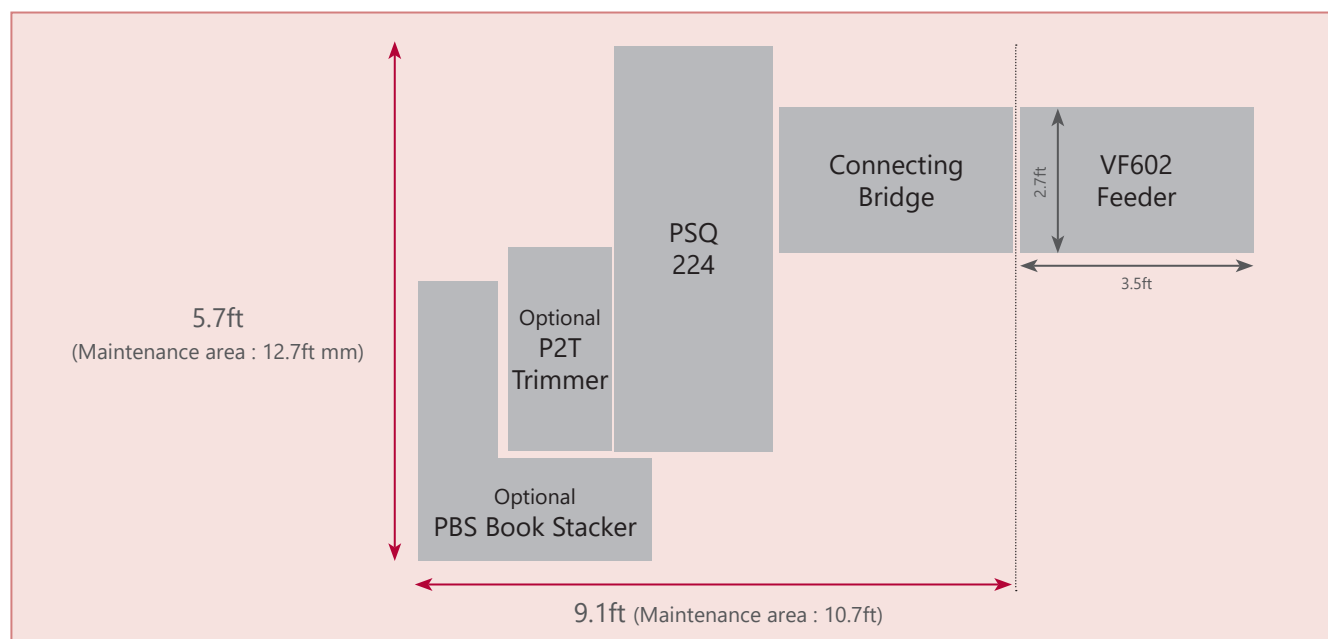 PSQ
224
Connecting
Bridge
VF602
Feeder
2.7ft
3.5ft
5.7ft
(Maintenance area : 12.7ft mm)
Optional
P2T
Trimmer
Optional
PBS Book Stacker
9.1ft (Maintenance area : 10.7ft)